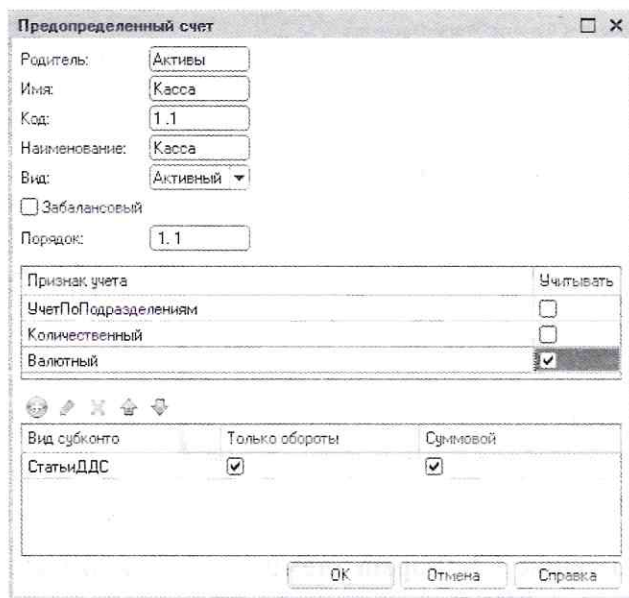 Предопределенный счет
Родитель: Активы
Имя: Касса
Код: 1 .1
Наименование: Касса
Вид: Активный
Забалансовый
Порядок: 1. 1
Признак учета Учитывать
УчетПоПодразделениям
Количественный
Валютный
Вид субконто Только обороты Суммовой
СтатьиДДС
OK Отмена Справка